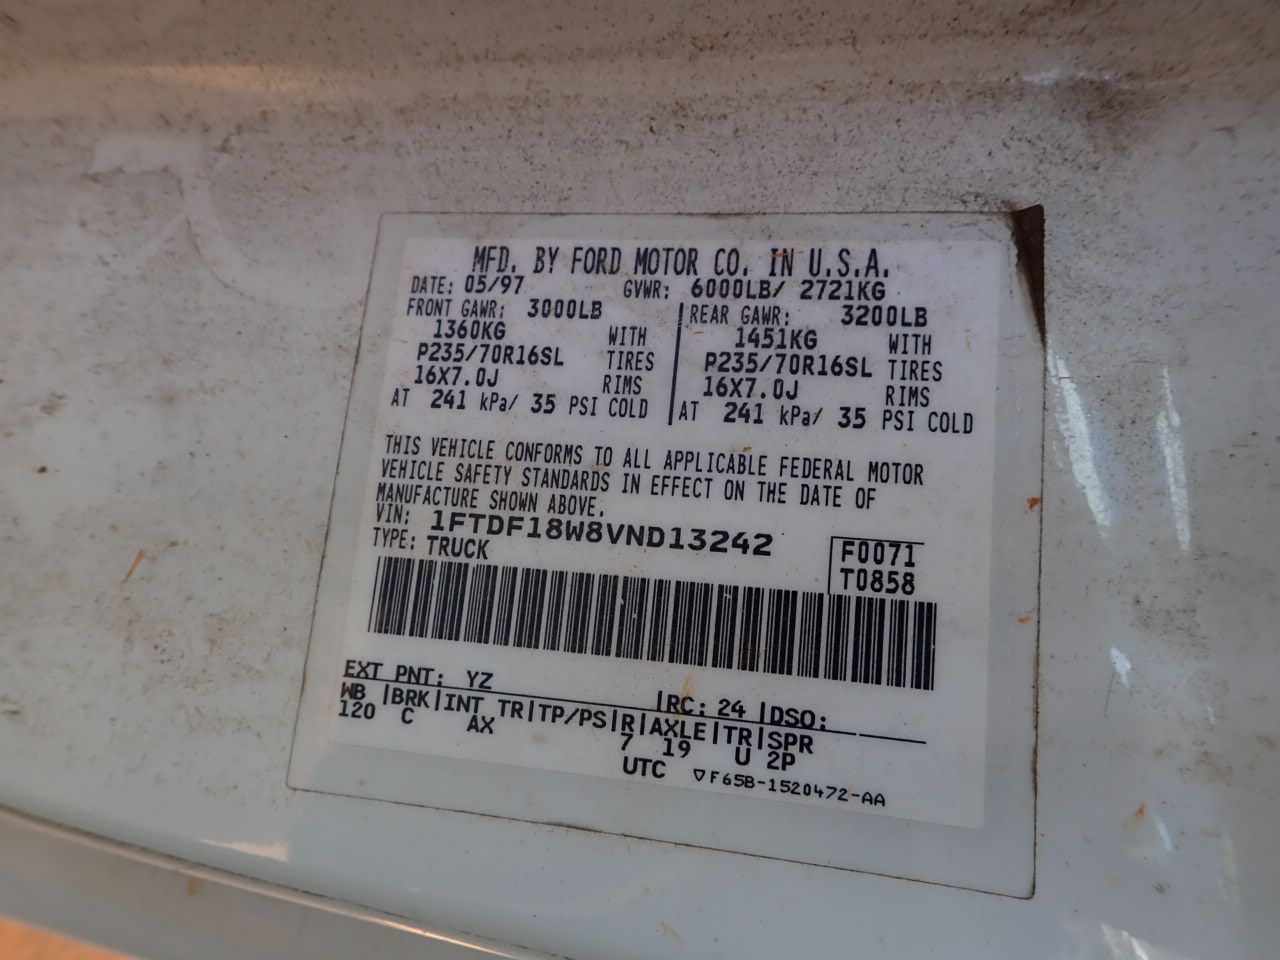 MFD. BY FORD MOTOR CO. IN U.S.A.
DATE: 05/97 GVWR: 6000LB/ 2721KG
FRONT GAWR: 3000LB REAR GAWR: 3200LB
1360KG WITH 1451KG WITH
P235/70R16SL TIRES P235/70R16SL TIRES
16X7.0J RIMS 16X7.0J RIMS
AT 241 kPa/ 35 PSI COLD AT 241 kPa/ 35 PSI COLD
THIS VEHICLE CONFORMS TO ALL APPLICABLE FEDERAL MOTOR
VEHICLE SAFETY STANDARDS IN EFFECT ON THE DATE OF
MANUFACTURE SHOWN ABOVE.
VIN: 1FTDF18W8VND13242
TYPE: TRUCK
F0071
T0858
EXT PNT: YZ RC: 24 DSO:
WB BRK INT TR TP/PS R AXLE TR SPR
120 C AX 7 19 U 2P
UTC ▽F65B-1520472-AA